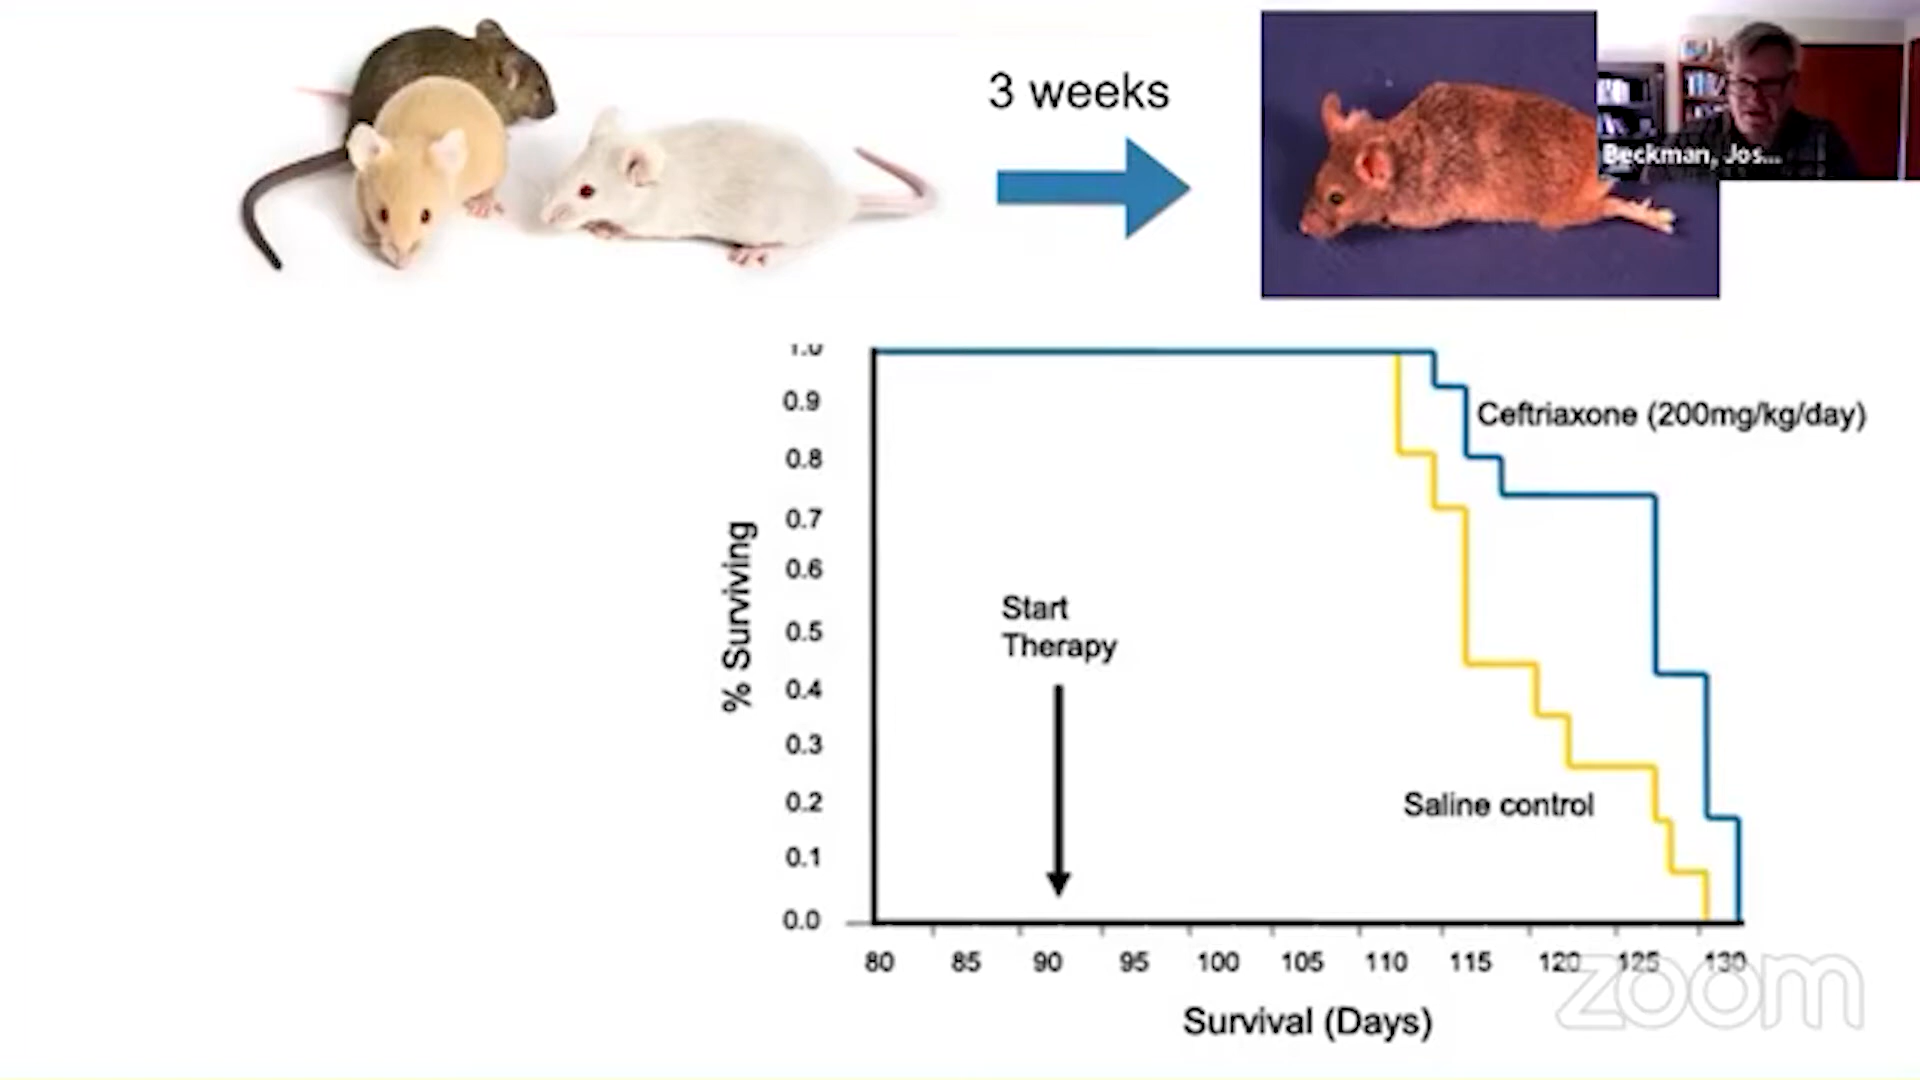 3 weeks
Beckman, Jos...
1.0
0.9
0.8
0.7
0.6
0.5
0.4
0.3
0.2
0.1
0.0
% Surviving
Ceftriaxone (200mg/kg/day)
Start
Therapy
Saline control
80 85 90 95 100 105 110 115 120 125 130
Survival (Days)
zoom